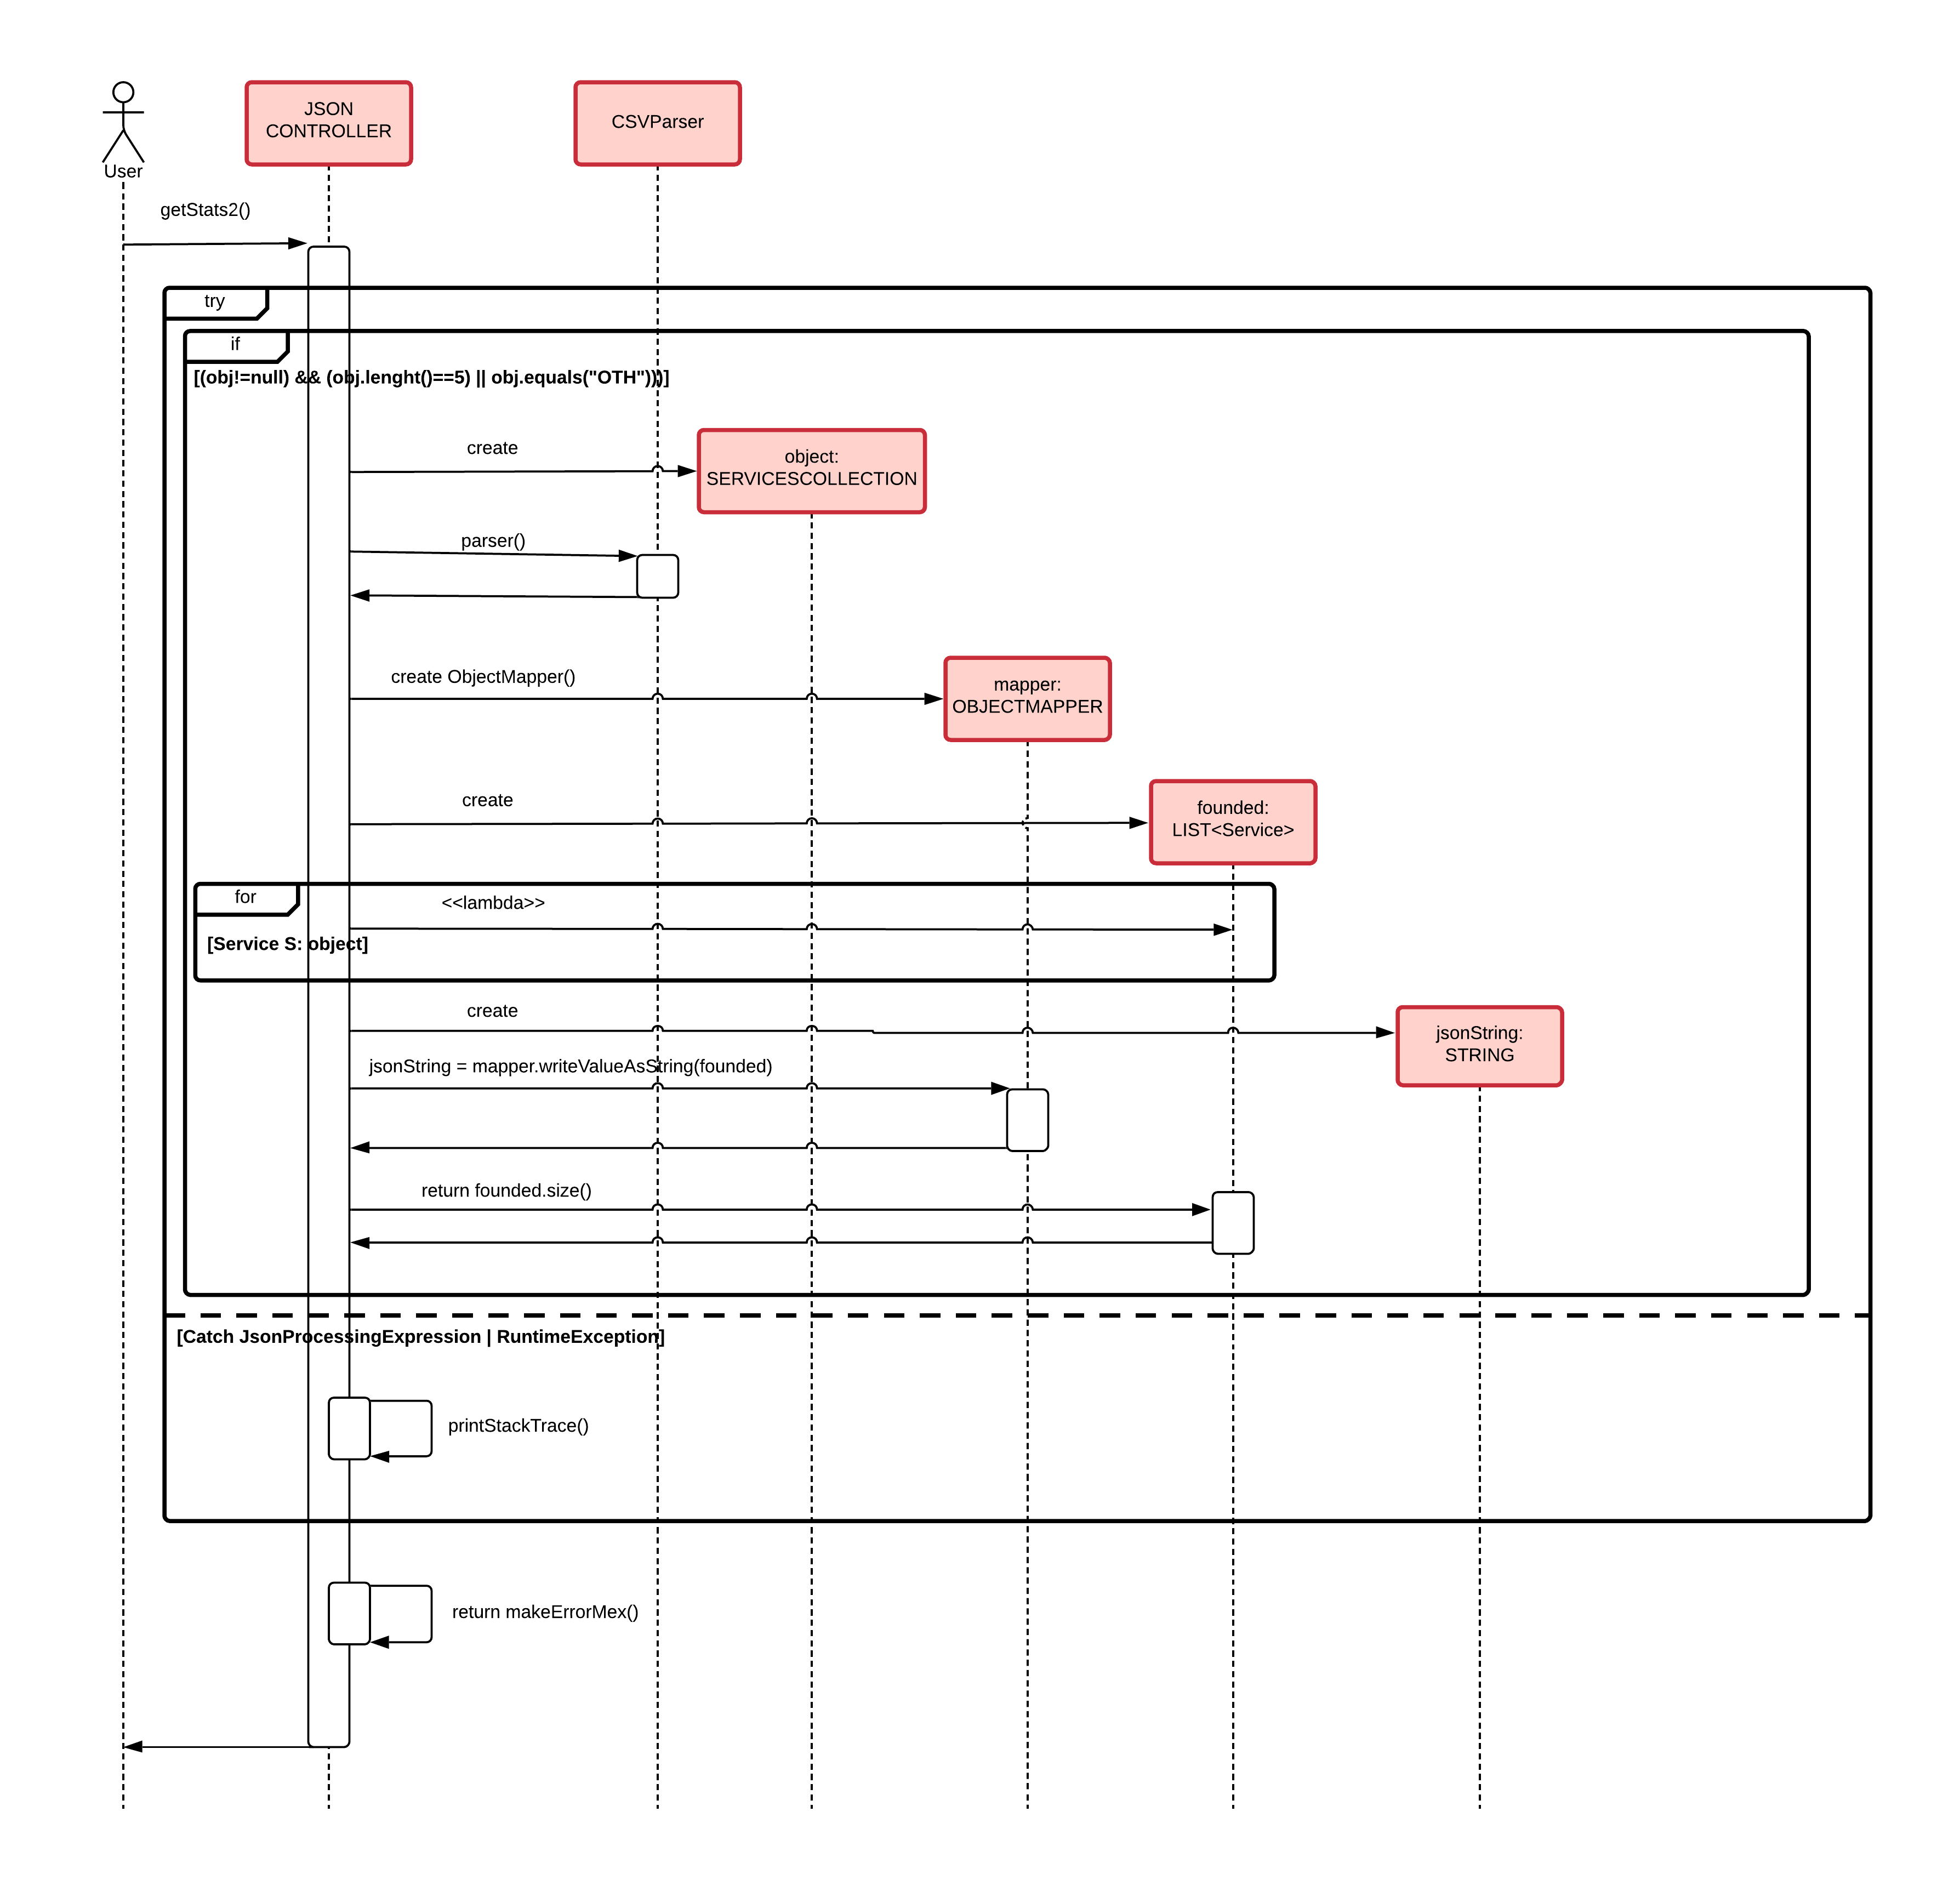 JSON
CONTROLLER
CSVParser
User
getStats2()
try
if
[(obj!=null) && (obj.lenght()==5) || obj.equals("OTH")))]
create
object:
SERVICESCOLLECTION
parser()
create ObjectMapper()
mapper:
OBJECTMAPPER
create
founded:
LIST<Service>
for
<<lambda>>
[Service S: object]
create
jsonString:
STRING
jsonString = mapper.writeValueAsString(founded)
return founded.size()
[Catch JsonProcessingExpression | RuntimeException]
printStackTrace()
return makeErrorMex()